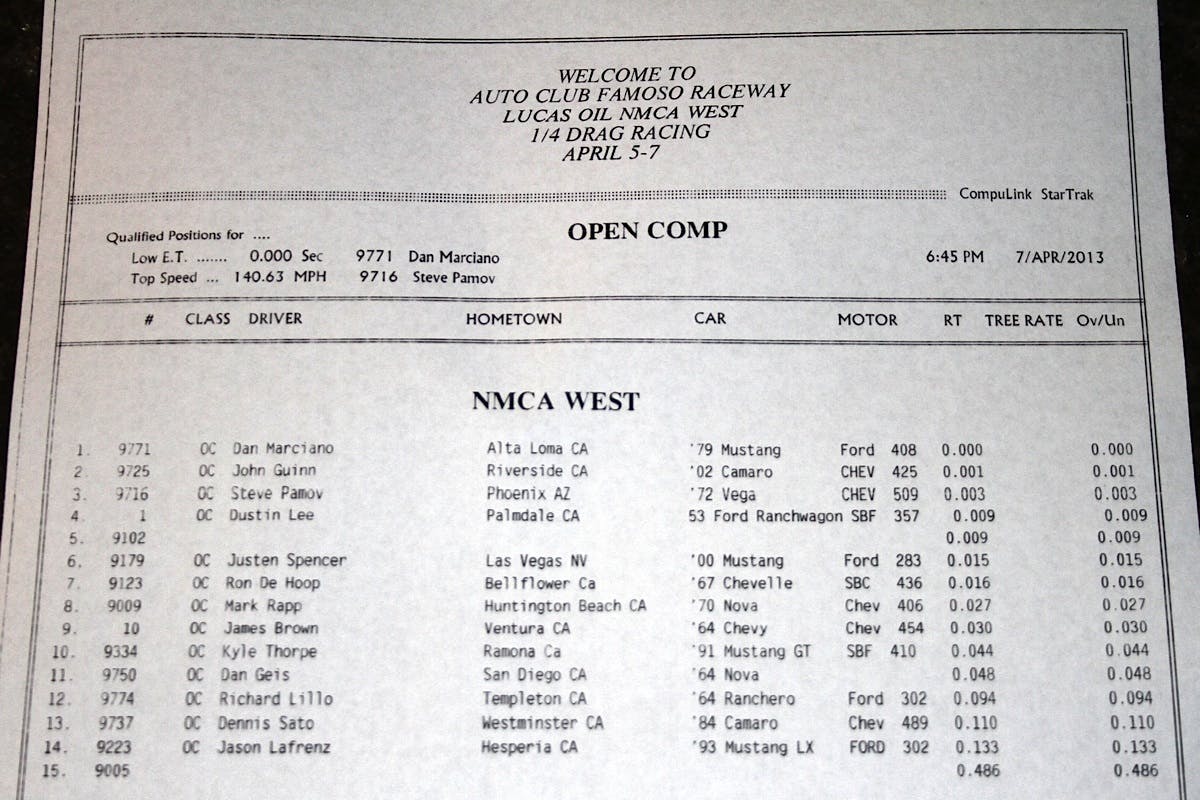 WELCOME TO
AUTO CLUB FAMOSO RACEWAY
LUCAS OIL NMCA WEST
1/4 DRAG RACING
APRIL 5-7
CompuLink StarTrak
Qualified Positions for ....
OPEN COMP
Low E.T. ....... 0.000 Sec 9771 Dan Marciano 6:45 PM 7/APR/2013
Top Speed ... 140.63 MPH 9716 Steve Pamov
# CLASS DRIVER HOMETOWN CAR MOTOR RT TREE RATE Ov/Un
NMCA WEST
1. 9771 OC Dan Marciano Alta Loma CA '79 Mustang Ford 408 0.000 0.000
2. 9725 OC John Guinn Riverside CA '02 Camaro CHEV 425 0.001 0.001
3. 9716 OC Steve Pamov Phoenix AZ '72 Vega CHEV 509 0.003 0.003
4. 1 OC Dustin Lee Palmdale CA 53 Ford Ranchwagon SBF 357 0.009 0.009
5. 9102 0.009 0.009
6. 9179 OC Justen Spencer Las Vegas NV '00 Mustang Ford 283 0.015 0.015
7. 9123 OC Ron De Hoop Bellflower Ca '67 Chevelle SBC 436 0.016 0.016
8. 9009 OC Mark Rapp Huntington Beach CA '70 Nova Chev 406 0.027 0.027
9. 10 OC James Brown Ventura CA '64 Chevy Chev 454 0.030 0.030
10. 9334 OC Kyle Thorpe Ramona Ca '91 Mustang GT SBF 410 0.044 0.044
11. 9750 OC Dan Geis San Diego CA '64 Nova 0.048 0.048
12. 9774 OC Richard Lillo Templeton CA '64 Ranchero Ford 302 0.094 0.094
13. 9737 OC Dennis Sato Westminster CA '84 Camaro Chev 489 0.110 0.110
14. 9223 OC Jason Lafrenz Hesperia CA '93 Mustang LX FORD 302 0.133 0.133
15. 9005 0.486 0.486